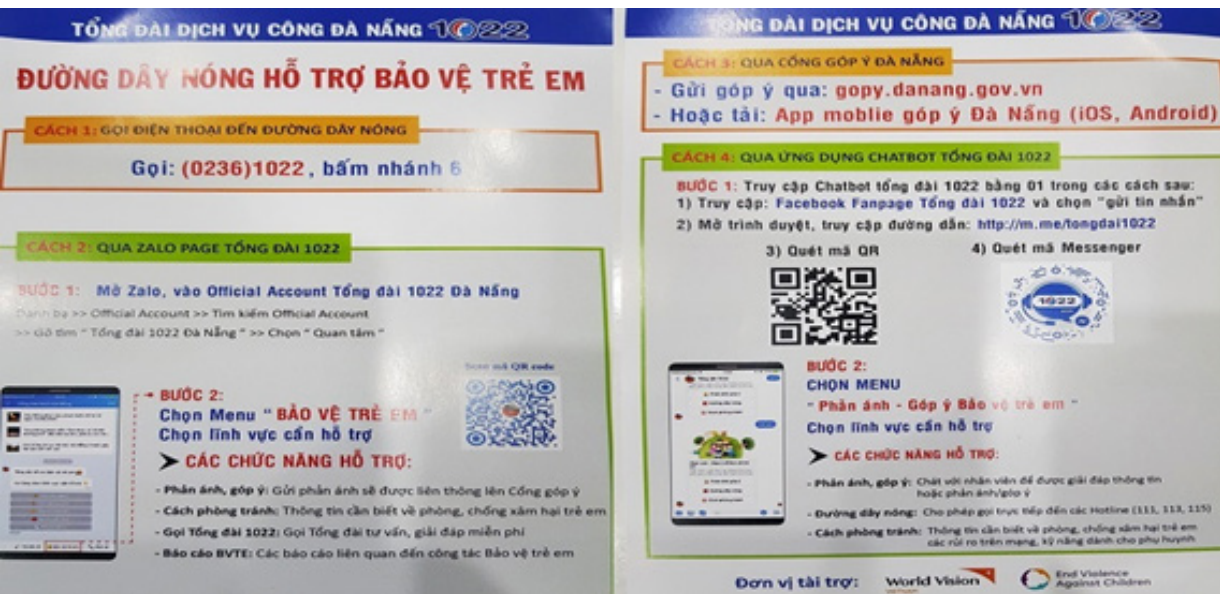 TỔNG ĐÀI DỊCH VỤ CÔNG ĐÀ NẴNG 1022
ĐƯỜNG DÂY NÓNG HỖ TRỢ BẢO VỆ TRẺ EM
CÁCH 1: GỌI ĐIỆN THOẠI ĐẾN ĐƯỜNG DÂY NÓNG
Gọi: (0236)1022, bấm nhánh 6
CÁCH 2: QUA ZALO PAGE TỔNG ĐÀI 1022
BƯỚC 1: Mở Zalo, vào Official Account Tổng đài 1022 Đà Nẵng
Danh bạ >> Official Account >> Tìm kiếm Official Account
>> Gõ tìm " Tổng đài 1022 Đà Nẵng " >> Chọn " Quan tâm "
Scan mã QR code
BƯỚC 2:
Chọn Menu " BẢO VỆ TRẺ EM "
Chọn lĩnh vực cần hỗ trợ
➤ CÁC CHỨC NĂNG HỖ TRỢ:
- Phản ánh, góp ý: Gửi phản ánh sẽ được liên thông lên Cổng góp ý
- Cách phòng tránh: Thông tin cần biết về phòng, chống xâm hại trẻ em
- Gọi Tổng đài 1022: Gọi Tổng đài tư vấn, giải đáp miễn phí
- Báo cáo BVTE: Các báo cáo liên quan đến công tác Bảo vệ trẻ em
TỔNG ĐÀI DỊCH VỤ CÔNG ĐÀ NẴNG 1022
CÁCH 3: QUA CỔNG GÓP Ý ĐÀ NẴNG
- Gửi góp ý qua: gopy.danang.gov.vn
- Hoặc tải: App moblie góp ý Đà Nẵng (iOS, Android)
CÁCH 4: QUA ỨNG DỤNG CHATBOT TỔNG ĐÀI 1022
BƯỚC 1: Truy cập Chatbot tổng đài 1022 bằng 01 trong các cách sau:
1) Truy cập: Facebook Fanpage Tổng đài 1022 và chọn "gửi tin nhắn"
2) Mở trình duyệt, truy cập đường dẫn: http://m.me/tongdai1022
3) Quét mã QR
4) Quét mã Messenger
1022
BƯỚC 2:
CHỌN MENU
" Phản ánh - Góp ý Bảo vệ trẻ em "
Chọn lĩnh vực cần hỗ trợ
➤ CÁC CHỨC NĂNG HỖ TRỢ:
- Phản ánh, góp ý: Chát với nhân viên để được giải đáp thông tin
hoặc phản ánh/góp ý
- Đường dây nóng: Cho phép gọi trực tiếp đến các Hotline (111, 113, 115)
- Cách phòng tránh: Thông tin cần biết về phòng, chống xâm hại trẻ em
các rủi ro trên mạng, kỹ năng dành cho phụ huynh
Đơn vị tài trợ: World Vision
End Violence
Against Children